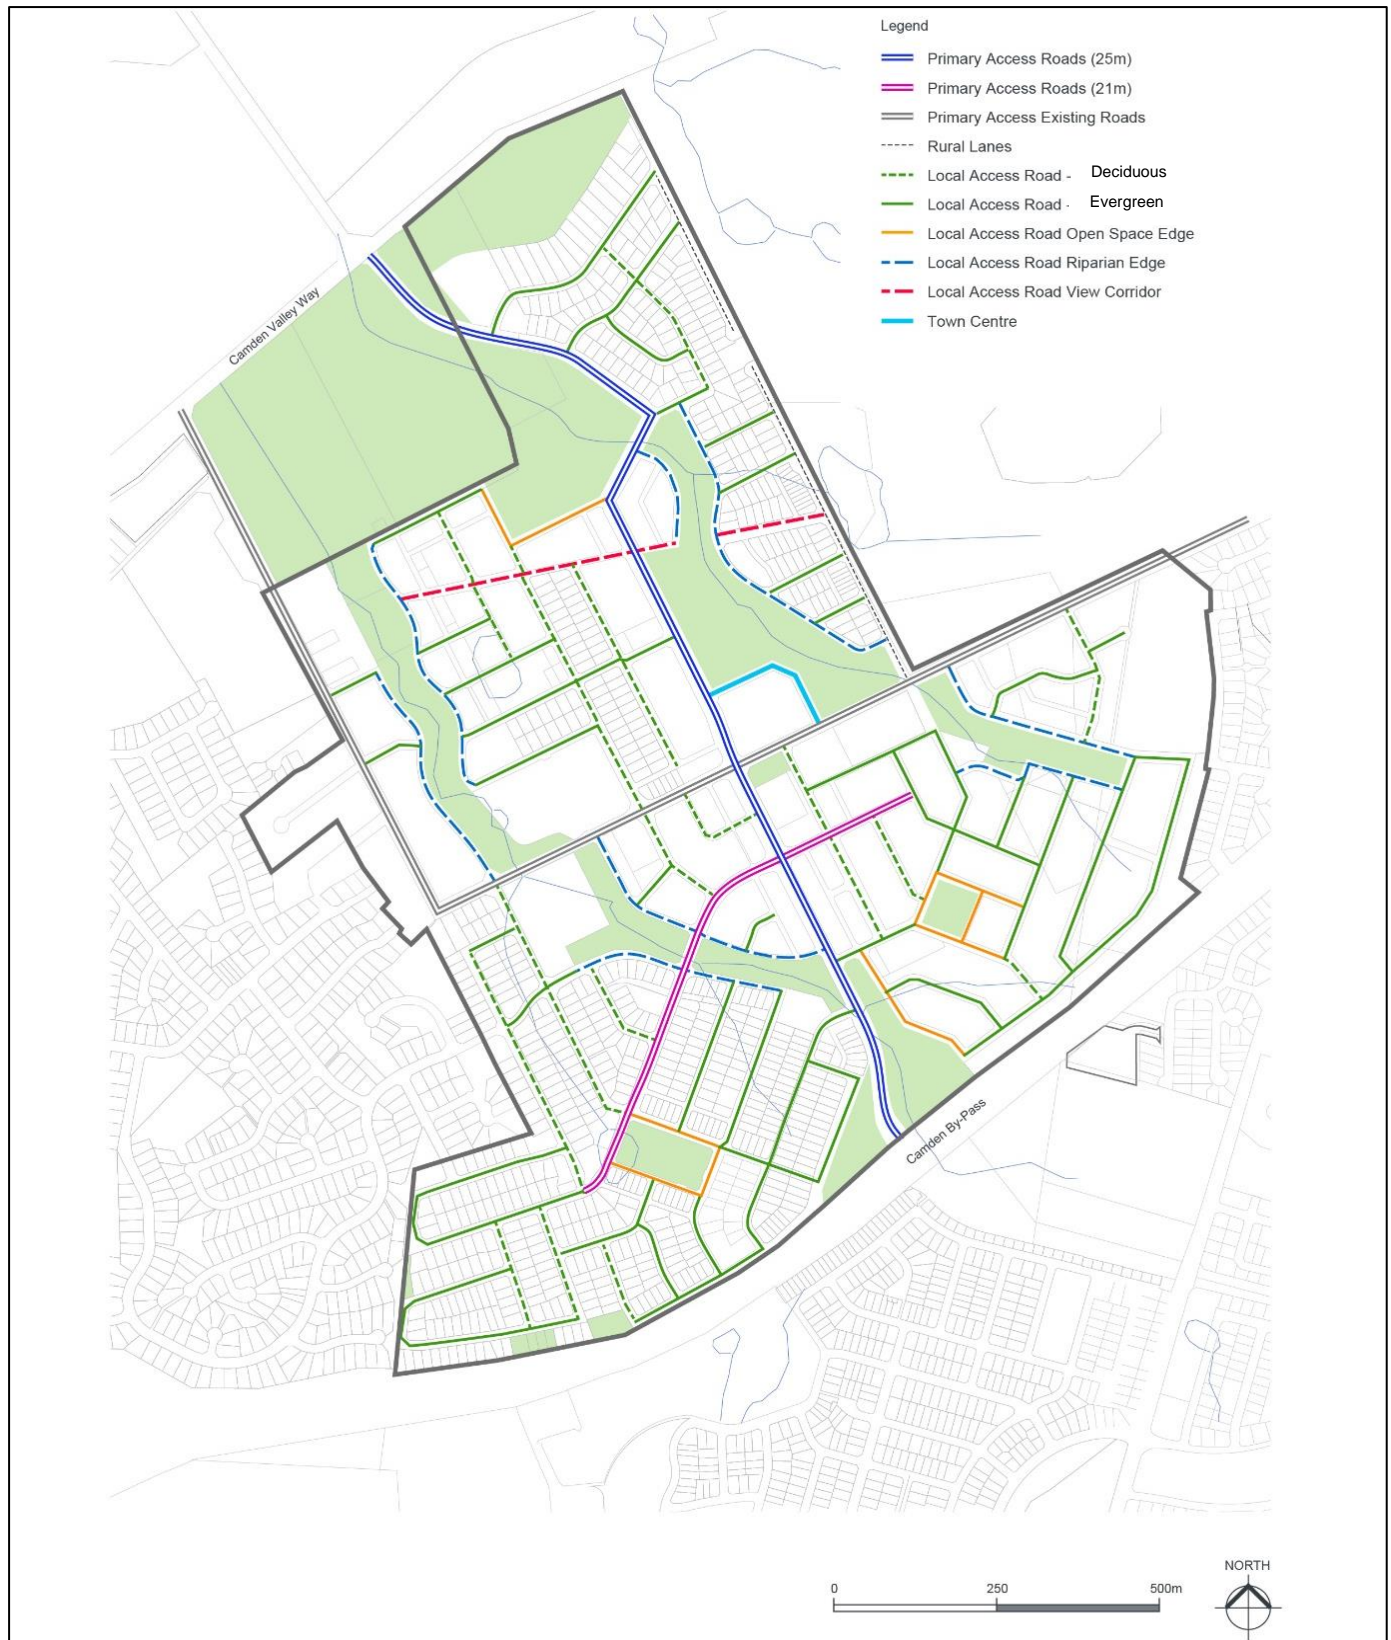 Legend
Primary Access Roads (25m)
Primary Access Roads (21m)
Primary Access Existing Roads
Rural Lanes
Local Access Road - Deciduous
Local Access Road - Evergreen
Local Access Road Open Space Edge
Local Access Road Riparian Edge
Local Access Road View Corridor
Town Centre
Camden Valley Way
Camden By-Pass
0 250 500m
NORTH